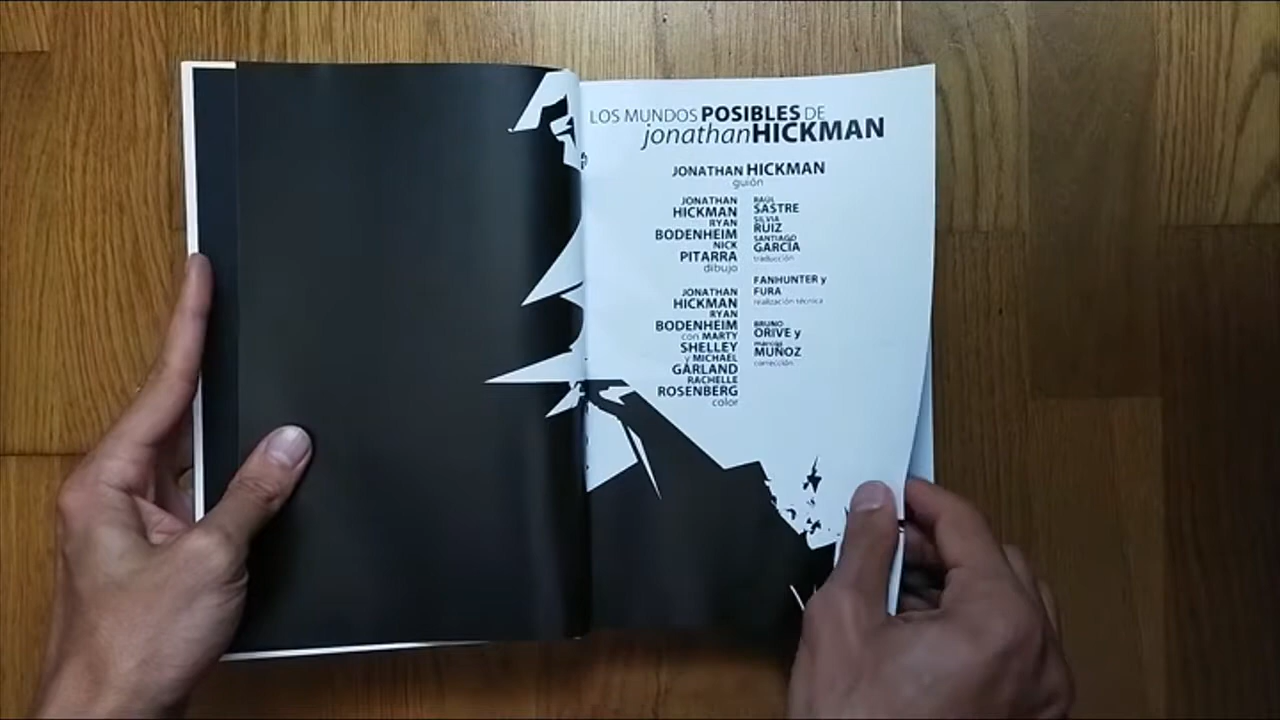 LOS MUNDOS POSIBLES DE
jonathanHICKMAN
JONATHAN HICKMAN
guión
JONATHAN
HICKMAN
RYAN
BODENHEIM
NICK
PITARRA
dibujo
JONATHAN
HICKMAN
RYAN
BODENHEIM
con MARTY
SHELLEY
y MICHAEL
GARLAND
RACHELLE
ROSENBERG
color
RAÚL
SASTRE
SILVIA
RUIZ
SANTIAGO
GARCÍA
traducción
FANHUNTER y
FURA
realización técnica
BRUNO
ORIVE y
marcos
MUÑOZ
corrección